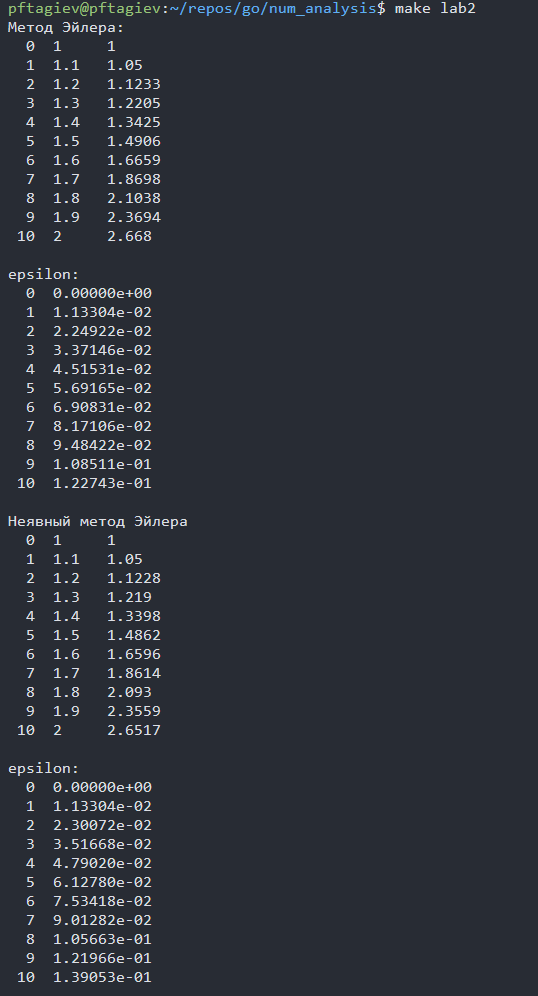 pftagiev@pftagiev:~/repos/go/num_analysis$ make lab2
Метод Эйлера:
0 1 1
1 1.1 1.05
2 1.2 1.1233
3 1.3 1.2205
4 1.4 1.3425
5 1.5 1.4906
6 1.6 1.6659
7 1.7 1.8698
8 1.8 2.1038
9 1.9 2.3694
10 2 2.668
epsilon:
0 0.00000e+00
1 1.13304e-02
2 2.24922e-02
3 3.37146e-02
4 4.51531e-02
5 5.69165e-02
6 6.90831e-02
7 8.17106e-02
8 9.48422e-02
9 1.08511e-01
10 1.22743e-01
Неявный метод Эйлера
0 1 1
1 1.1 1.05
2 1.2 1.1228
3 1.3 1.219
4 1.4 1.3398
5 1.5 1.4862
6 1.6 1.6596
7 1.7 1.8614
8 1.8 2.093
9 1.9 2.3559
10 2 2.6517
epsilon:
0 0.00000e+00
1 1.13304e-02
2 2.30072e-02
3 3.51668e-02
4 4.79020e-02
5 6.12780e-02
6 7.53418e-02
7 9.01282e-02
8 1.05663e-01
9 1.21966e-01
10 1.39053e-01